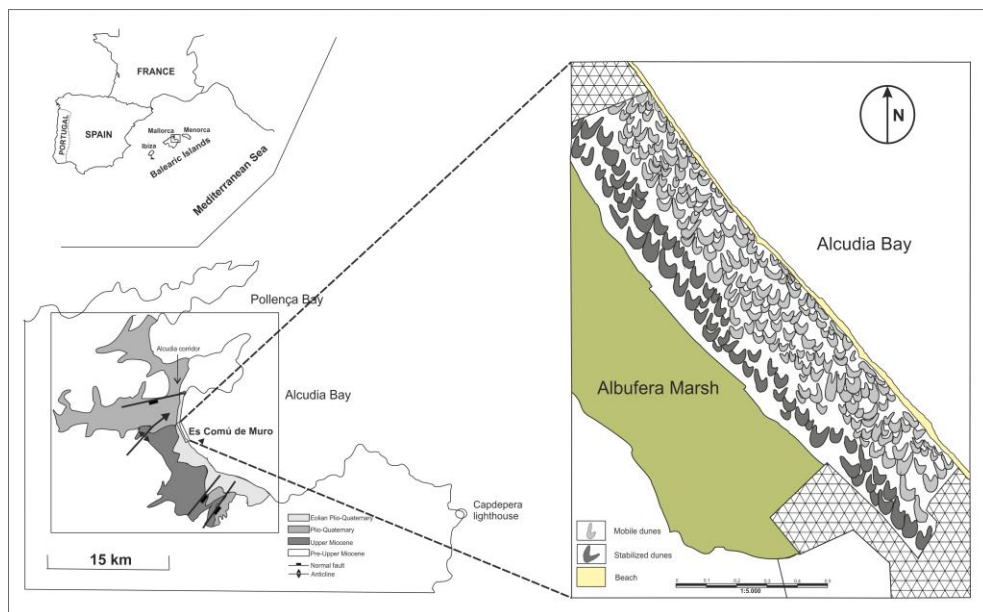 FRANCE
PORTUGAL
SPAIN
Mallorca
Menorca
Ibiza
Balearic Islands
Mediterranean Sea
Pollença Bay
Alcudia corridor
Alcudia Bay
Es Comú de Muro
Capdepera
lighthouse
Eolian Plio-Quaternary
Plio-Quaternary
Upper Miocene
Pre-Upper Miocene
Normal fault
Anticline
15 km
N
Alcudia Bay
Albufera Marsh
Mobile dunes
Stabilized dunes
Beach
1:5.000